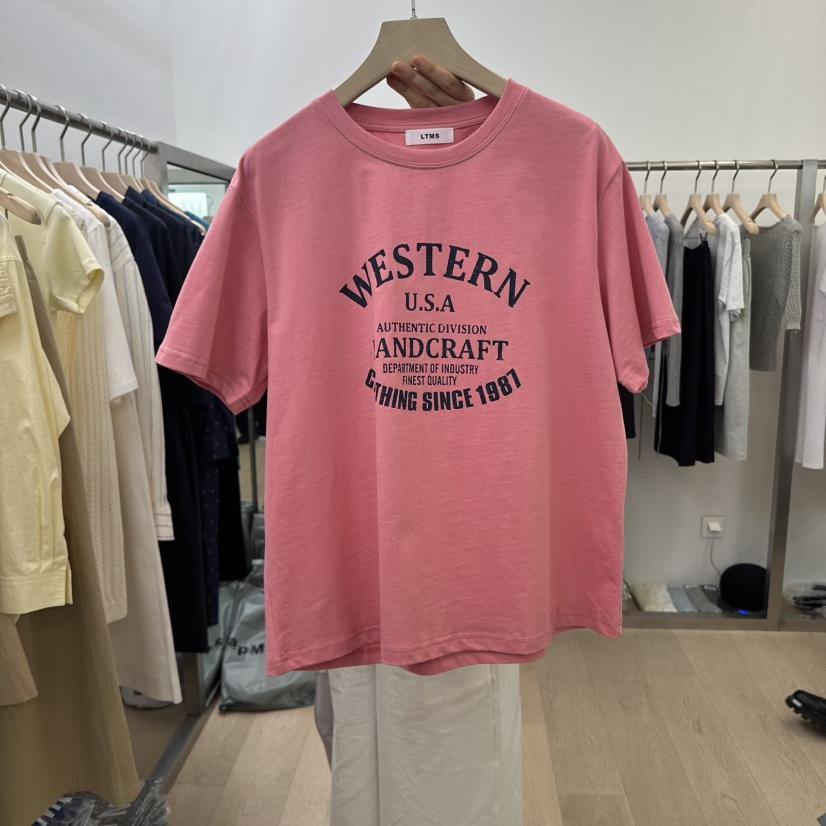 LTMS
WESTERN
U.S.A
AUTHENTIC DIVISION
ANDCRAFT
DEPARTMENT OF INDUSTRY
FINEST QUALITY
THING SINCE 1987